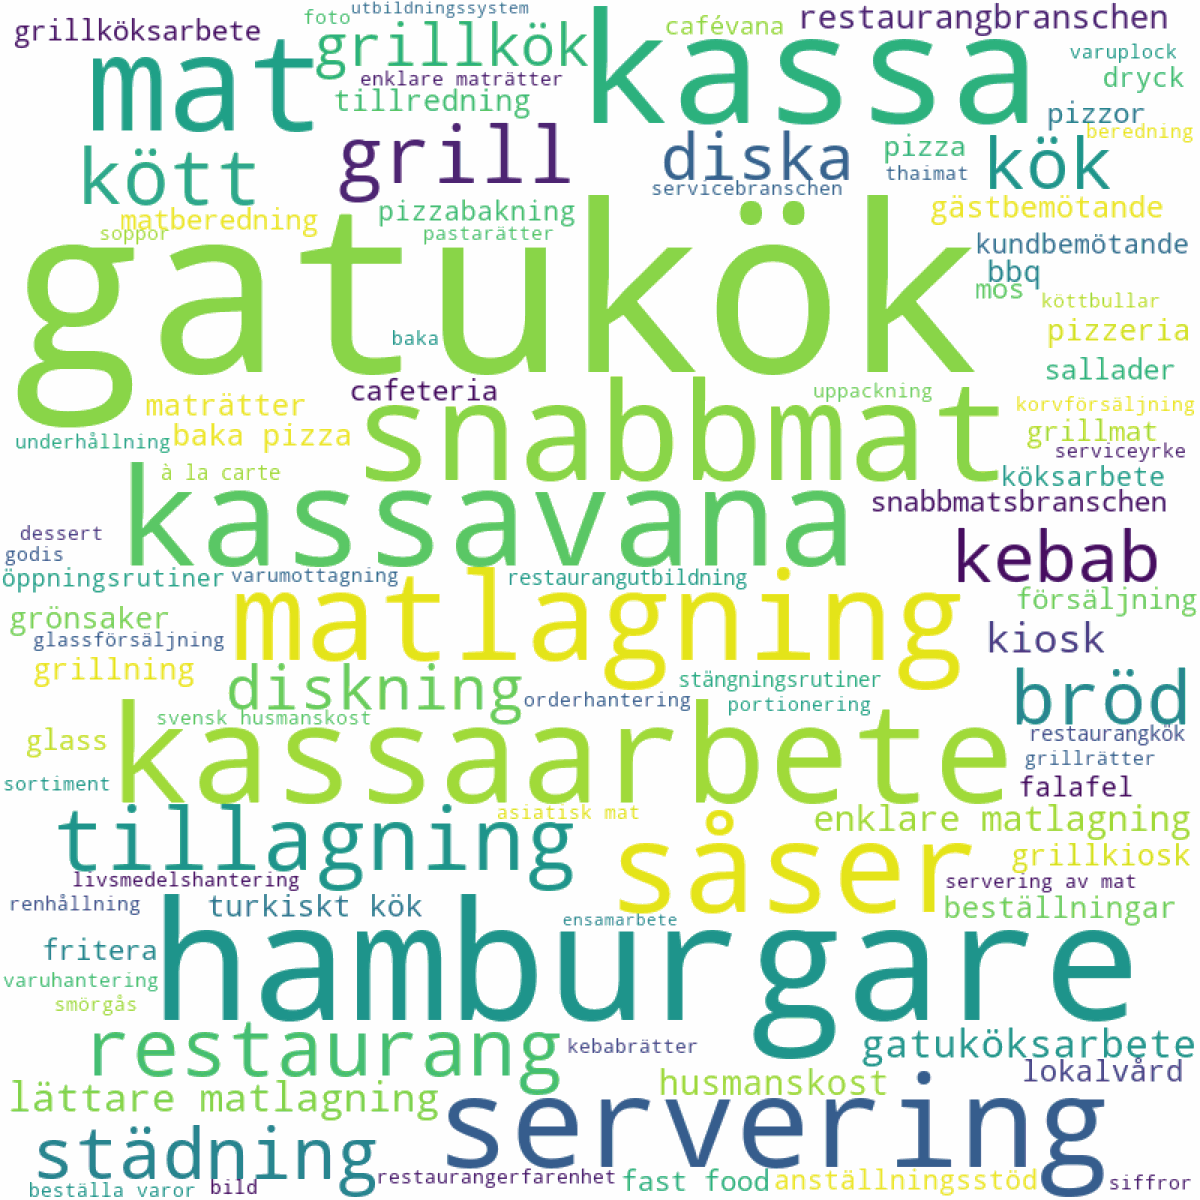 utbildningssystem
foto
grillköksarbete
grillkök
cafévana
restaurangbranschen
mat
kassa
varuplock
enklare maträtter
dryck
tillredning
pizzor
beredning
grill
diska
pizza
kök
kött
thaimat
servicebranschen
matberedning
pizzabakning
gästbemötande
soppor
pastarätter
gatukök
kundbemötande
bbq
mos
köttbullar
baka
pizzeria
sallader
cafeteria
uppackning
maträtter
snabbmat
korvförsäljning
underhållning
baka pizza
grillmat
serviceyrke
à la carte
köksarbete
kassavana
snabbmatsbranschen
dessert
godis
kebab
öppningsrutiner
varumottagning
restaurangutbildning
matlagning
försäljning
grönsaker
glassförsäljning
kiosk
grillning
stängningsrutiner
diskning
orderhantering
portionering
bröd
svensk husmanskost
glass
kassaarbete
restaurangkök
grillrätter
sortiment
falafel
asiatisk mat
enklare matlagning
tillagning
såser
grillkiosk
livsmedelshantering
servering av mat
renhållning
turkiskt kök
ensamarbete
beställningar
fritera
hamburgare
varuhantering
smörgås
restaurang
kebabrätter
gatuköksarbete
lokalvård
husmanskost
lättare matlagning
servering
städning
restaurangerfarenhet
fast food
anställningsstöd
siffror
beställa varor
bild